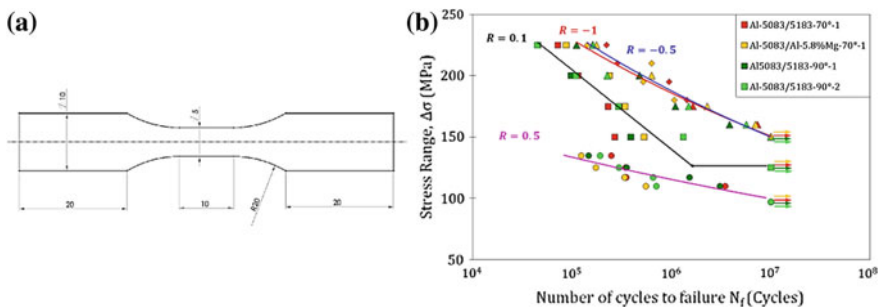 (a)
⌀10
⌀5
20
10
R20
20
(b)
Stress Range, Δσ (MPa)
250
200
150
100
50
R = 0.1
R = −1
R = −0.5
R = 0.5
Al-5083/5183-70°-1
Al-5083/Al-5.8%Mg-70°-1
Al5083/5183-90°-1
Al-5083/5183-90°-2
10⁴ 10⁵ 10⁶ 10⁷ 10⁸
Number of cycles to failure Nf (Cycles)